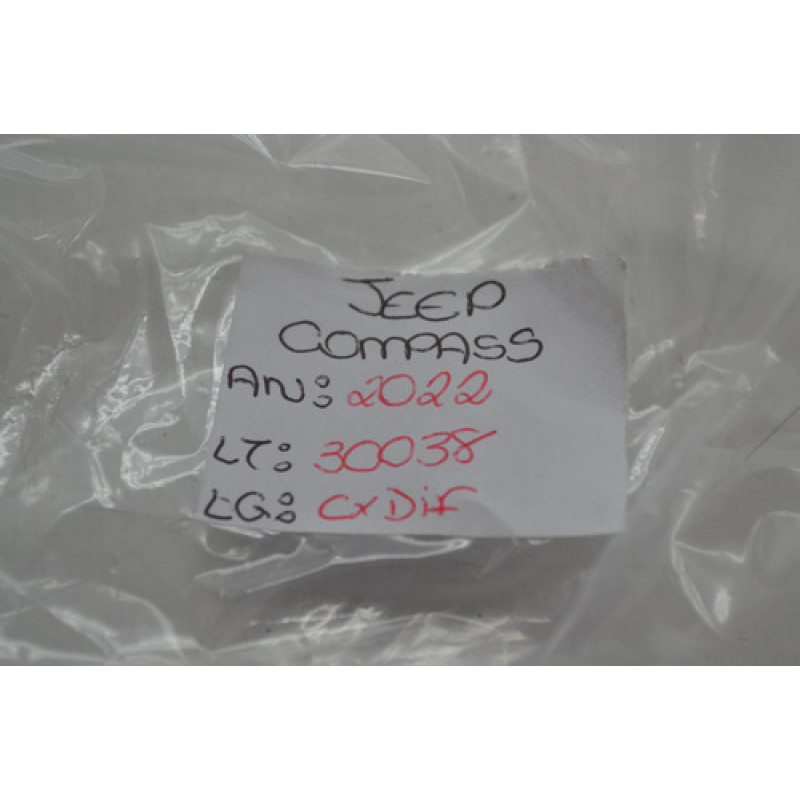 JEEP
COMPASS
AN: 2022
LT: 30038
LG: CxDif